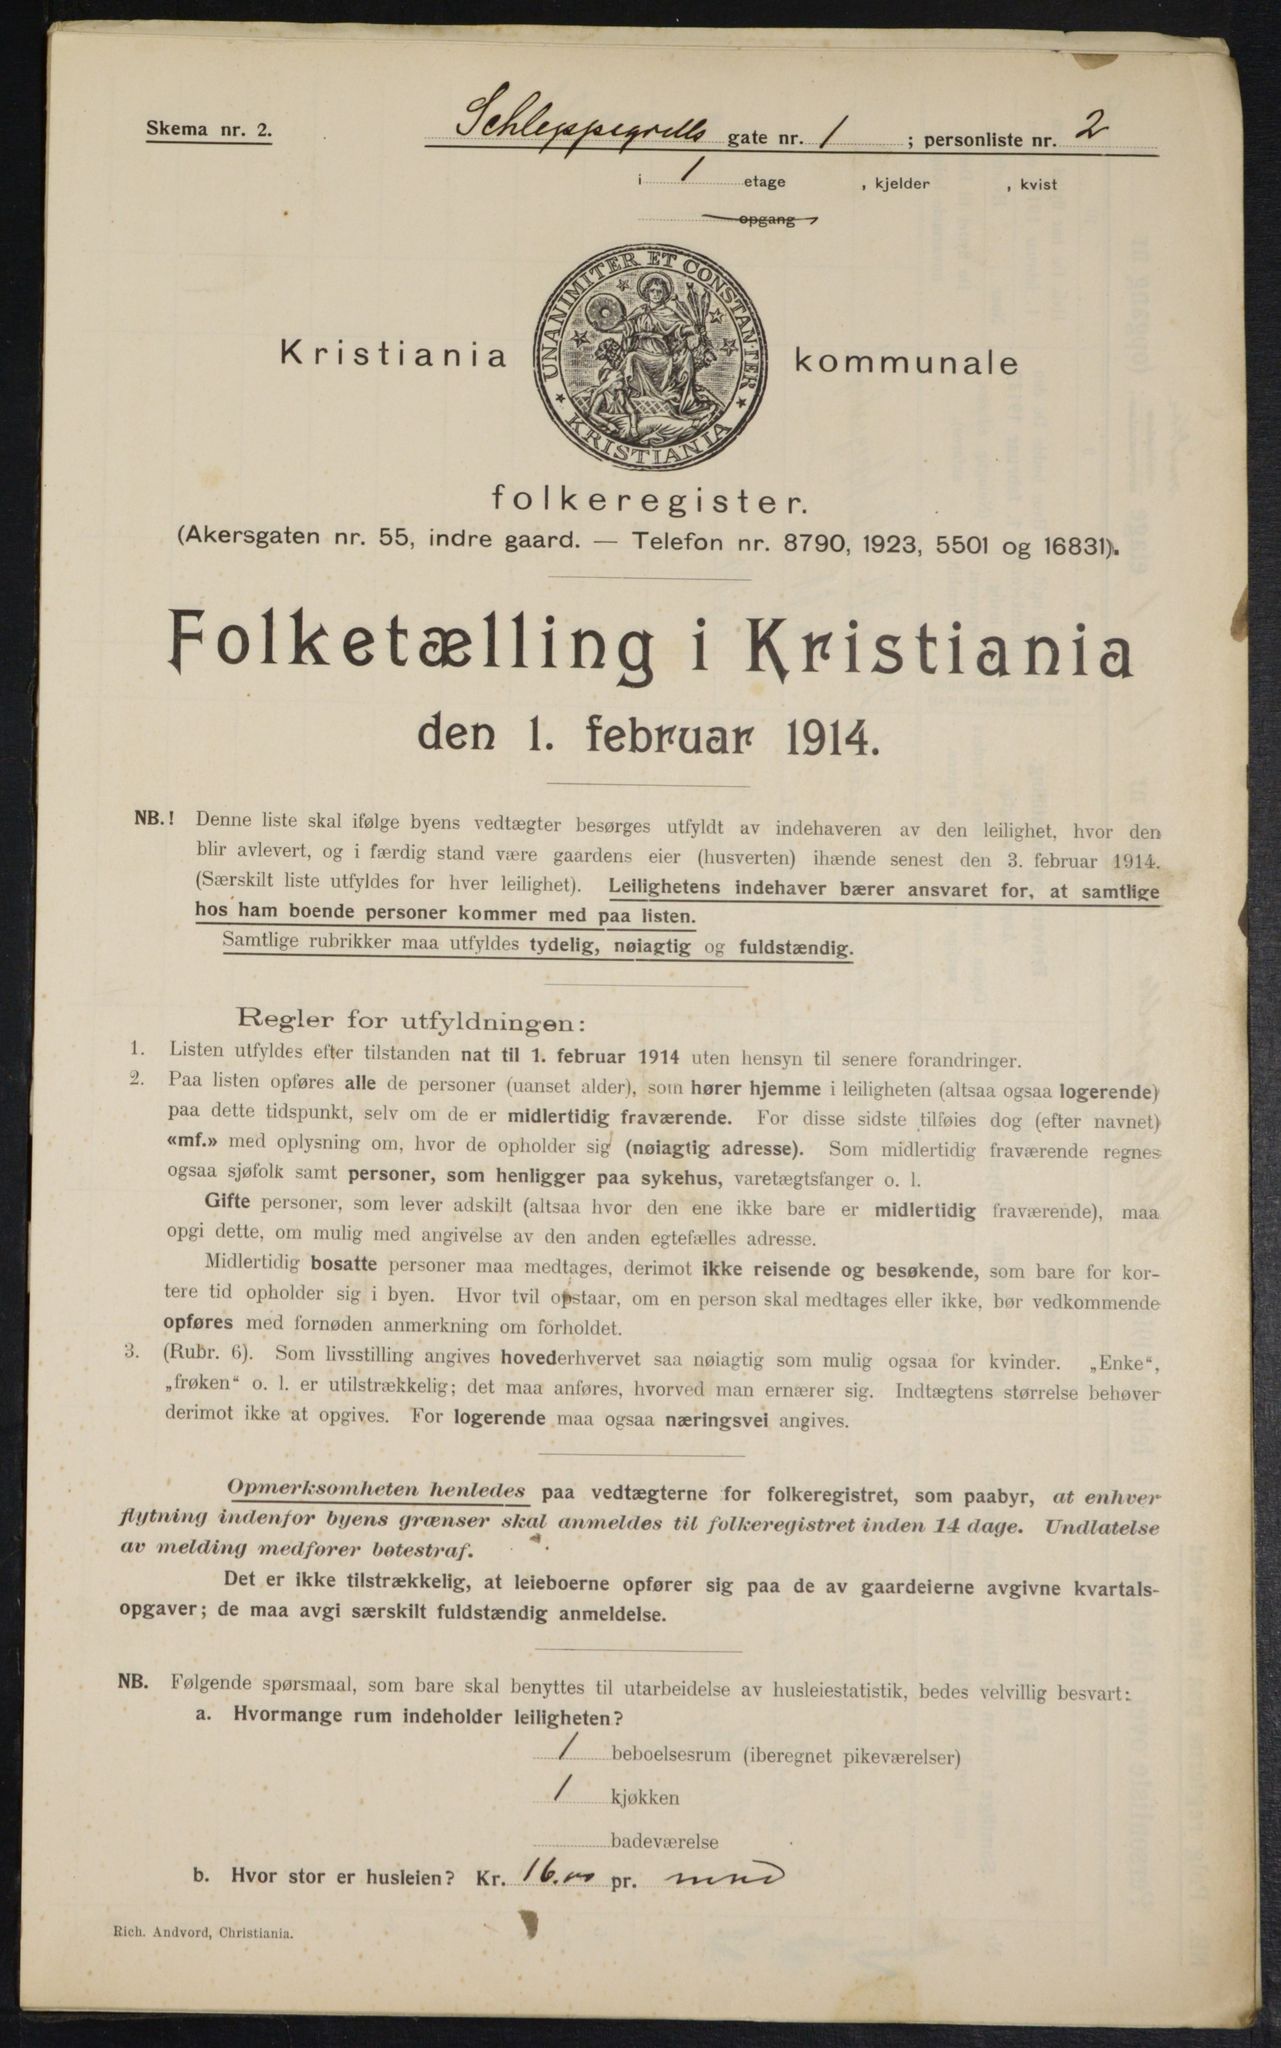 Skema nr. 2.
Schleppegrells gate nr. 1 ; personliste nr. 2
i 1 etage , kjelder , kvist
opgang
UNANIMITER ET CONSTANTER
KRISTIANIA
Kristiania kommunale
folkeregister.
(Akersgaten nr. 55, indre gaard. — Telefon nr. 8790, 1923, 5501 og 16831).
Folketælling i Kristiania
den 1. februar 1914.
NB.! Denne liste skal ifølge byens vedtægter besørges utfyldt av indehaveren av den leilighet, hvor den
blir avlevert, og i færdig stand være gaardens eier (husverten) ihænde senest den 3. februar 1914.
(Særskilt liste utfyldes for hver leilighet). Leilighetens indehaver bærer ansvaret for, at samtlige
hos ham boende personer kommer med paa listen.
Samtlige rubrikker maa utfyldes tydelig, nøiagtig og fuldstændig.
Regler for utfyldningen:
1. Listen utfyldes efter tilstanden nat til 1. februar 1914 uten hensyn til senere forandringer.
2. Paa listen opføres alle de personer (uanset alder), som hører hjemme i leiligheten (altsaa ogsaa logerende)
paa dette tidspunkt, selv om de er midlertidig fraværende. For disse sidste tilføies dog (efter navnet)
«mf.» med oplysning om, hvor de opholder sig (nøiagtig adresse). Som midlertidig fraværende regnes
ogsaa sjøfolk samt personer, som henligger paa sykehus, varetægtsfanger o. l.
Gifte personer, som lever adskilt (altsaa hvor den ene ikke bare er midlertidig fraværende), maa
opgi dette, om mulig med angivelse av den anden egtefælles adresse.
Midlertidig bosatte personer maa medtages, derimot ikke reisende og besøkende, som bare for kor-
tere tid opholder sig i byen. Hvor tvil opstaar, om en person skal medtages eller ikke, bør vedkommende
opføres med fornøden anmerkning om forholdet.
3. (Rubr. 6). Som livsstilling angives hovederhvervet saa nøiagtig som mulig ogsaa for kvinder. „Enke“,
„frøken“ o. l. er utilstrækkelig; det maa anføres, hvorved man ernærer sig. Indtægtens størrelse behøver
derimot ikke at opgives. For logerende maa ogsaa næringsvei angives.
Opmerksomheten henledes paa vedtægterne for folkeregistret, som paabyr, at enhver
flytning indenfor byens grænser skal anmeldes til folkeregistret inden 14 dage. Undlatelse
av melding medfører bøtestraf.
Det er ikke tilstrækkelig, at leieboerne opfører sig paa de av gaardeierne avgivne kvartals-
opgaver; de maa avgi særskilt fuldstændig anmeldelse.
NB. Følgende spørsmaal, som bare skal benyttes til utarbeidelse av husleiestatistik, bedes velvillig besvart:
a. Hvormange rum indeholder leiligheten?
1 beboelsesrum (iberegnet pikeværelser)
1 kjøkken
badeværelse
b. Hvor stor er husleien? Kr. 16.00 pr. mnd
Rich. Andvord, Christiania.